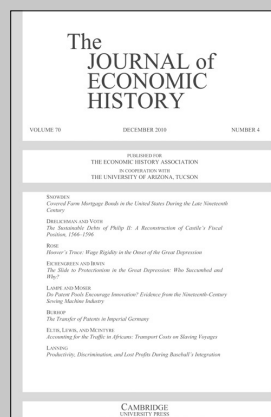 The
JOURNAL of
ECONOMIC
HISTORY
VOLUME 70 DECEMBER 2010 NUMBER 4
PUBLISHED FOR
THE ECONOMIC HISTORY ASSOCIATION
IN COOPERATION WITH
THE UNIVERSITY OF ARIZONA, TUCSON
SNOWDEN
Covered Farm Mortgage Bonds in the United States During the Late Nineteenth
Century
DRELICHMAN AND VOTH
The Sustainable Debts of Philip II: A Reconstruction of Castile's Fiscal
Position, 1566–1596
ROSE
Hoover's Truce: Wage Rigidity in the Onset of the Great Depression
EICHENGREEN AND IRWIN
The Slide to Protectionism in the Great Depression: Who Succumbed and
Why?
LAMPE AND MOSER
Do Patent Pools Encourage Innovation? Evidence from the Nineteenth-Century
Sewing Machine Industry
BURHOP
The Transfer of Patents in Imperial Germany
ELTIS, LEWIS, AND MCINTYRE
Accounting for the Traffic in Africans: Transport Costs on Slaving Voyages
LANNING
Productivity, Discrimination, and Lost Profits During Baseball's Integration
CAMBRIDGE
UNIVERSITY PRESS